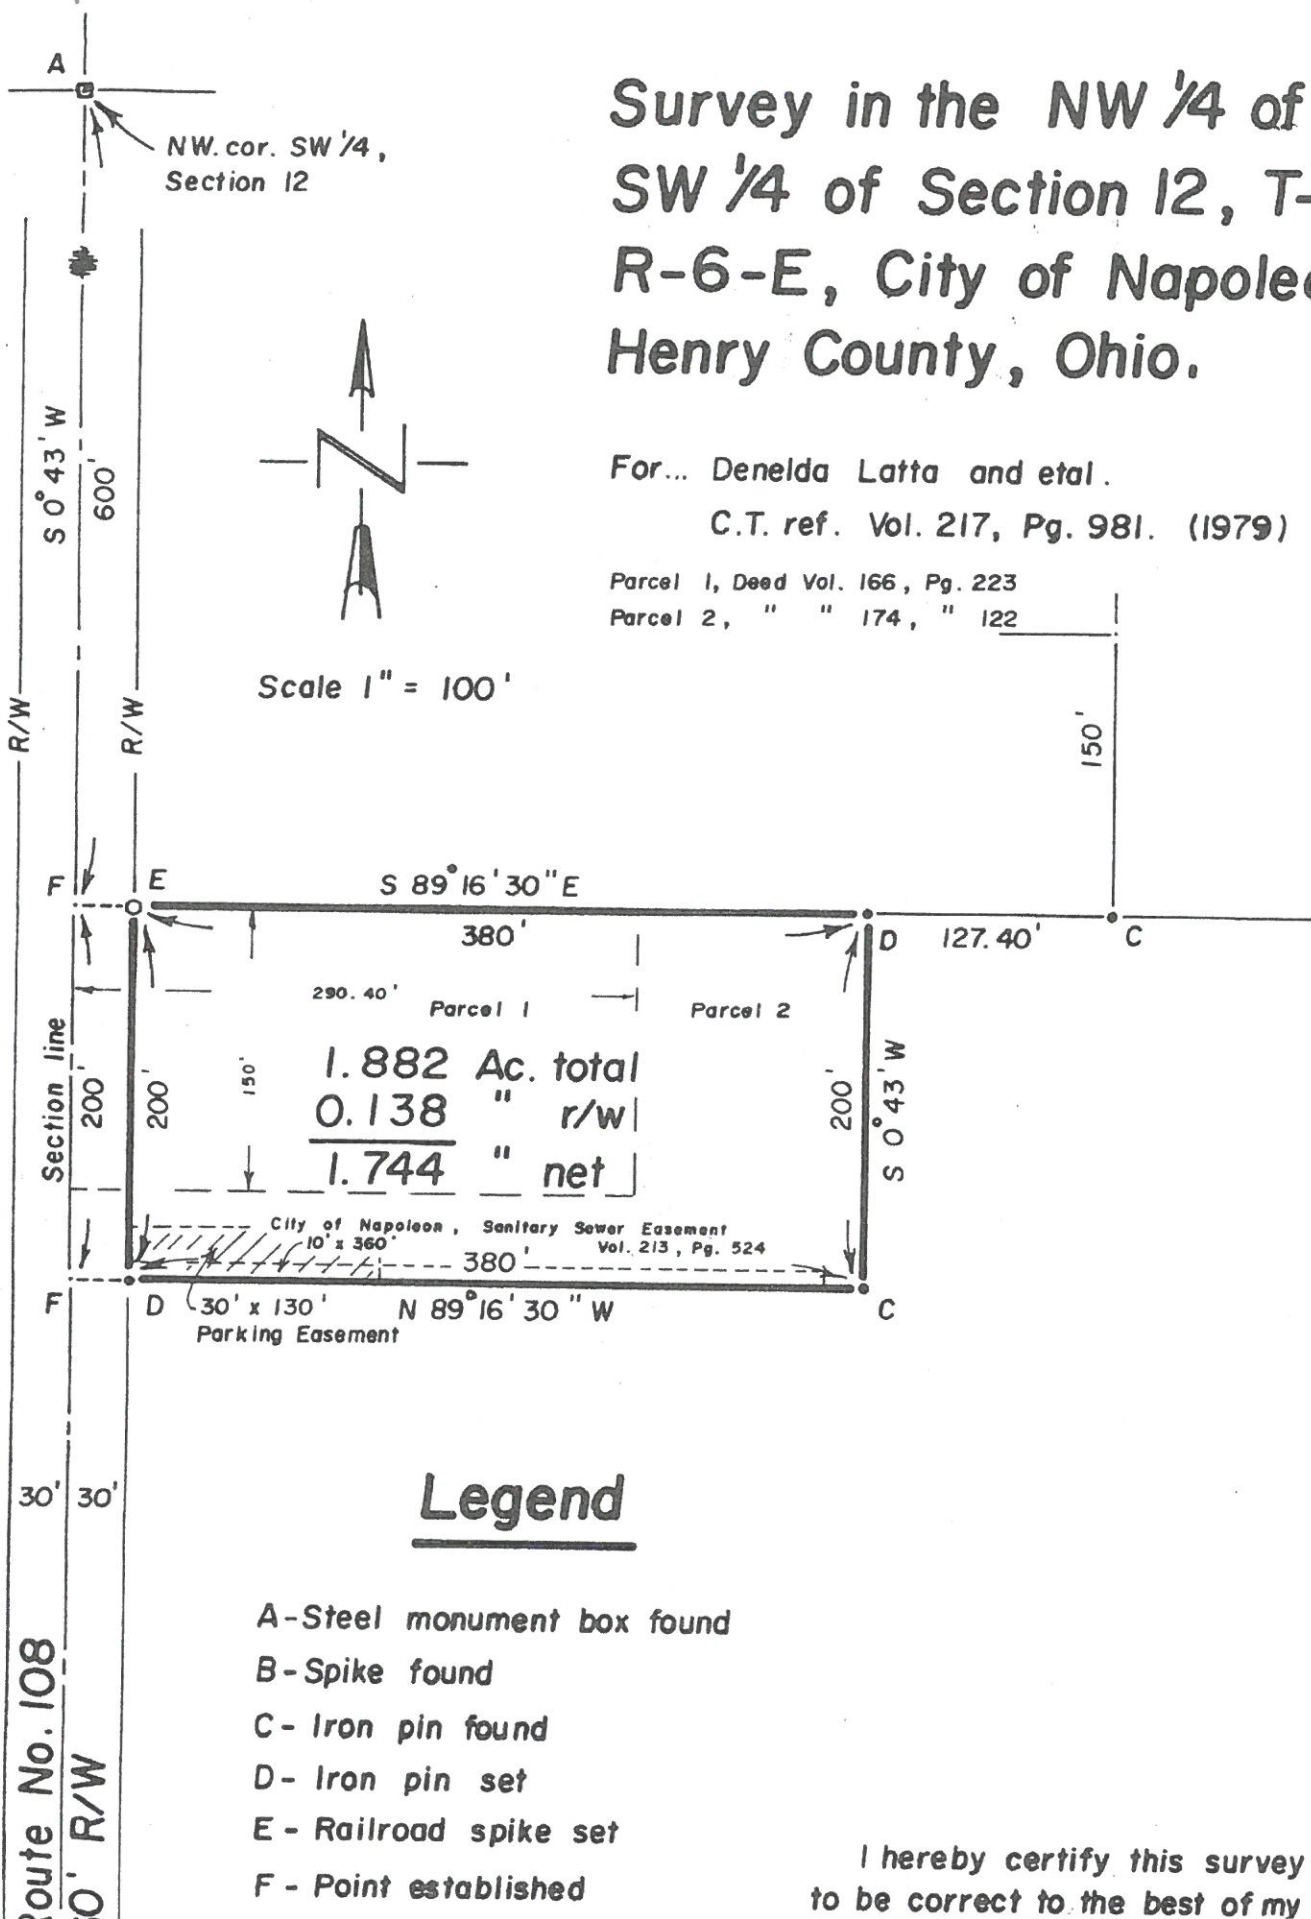 A
NW. cor. SW 1/4,
Section 12
Survey in the NW 1/4 of
SW 1/4 of Section 12, T-
R-6-E, City of Napoleo
Henry County, Ohio.
For... Denelda Latta and etal.
C.T. ref. Vol. 217, Pg. 981. (1979)
Parcel 1, Deed Vol. 166, Pg. 223
Parcel 2, " " 174, " 122
S 0° 43' W
600'
N
Scale 1" = 100'
R/W
R/W
150'
F
E
S 89° 16' 30" E
380'
D
127.40'
C
290.40'
Parcel 1
Parcel 2
Section line
200'
200'
150'
1.882 Ac. total
0.138 " r/w
1.744 " net
200'
S 0° 43' W
City of Napoleon, Sanitary Sewer Easement
10' x 360'
Vol. 213, Pg. 524
380'
F
D
30' x 130'
Parking Easement
N 89° 16' 30" W
C
30'
30'
Legend
A-Steel monument box found
B-Spike found
C- Iron pin found
D- Iron pin set
E - Railroad spike set
F - Point established
Route No. 108
60' R/W
I hereby certify this survey
to be correct to the best of my